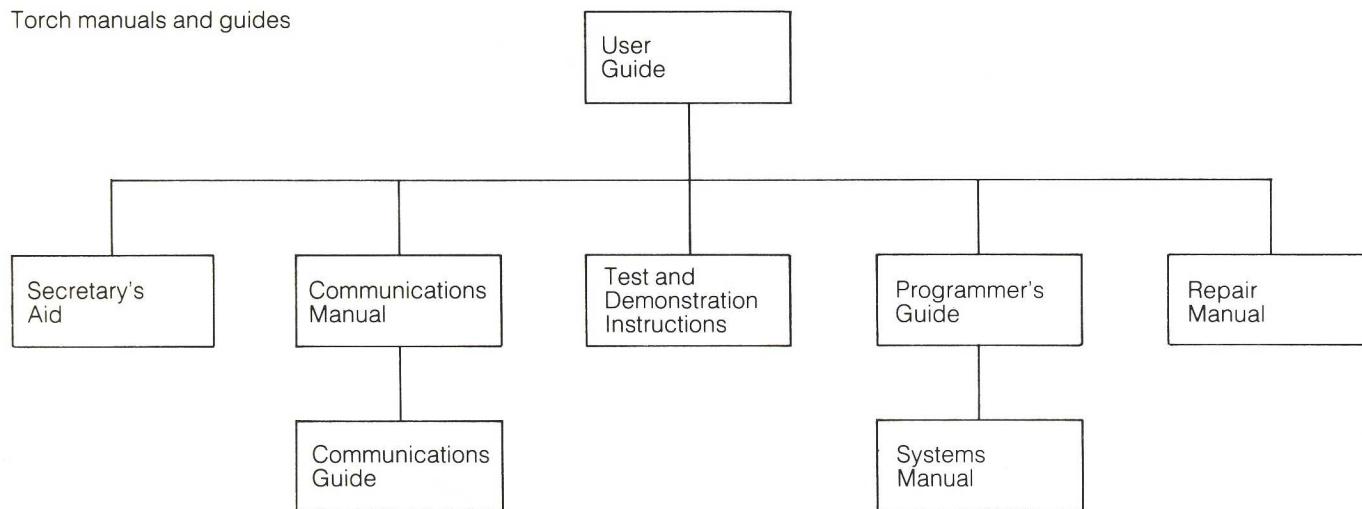 Torch manuals and guides
User
Guide
Secretary's
Aid
Communications
Manual
Test and
Demonstration
Instructions
Programmer's
Guide
Repair
Manual
Communications
Guide
Systems
Manual